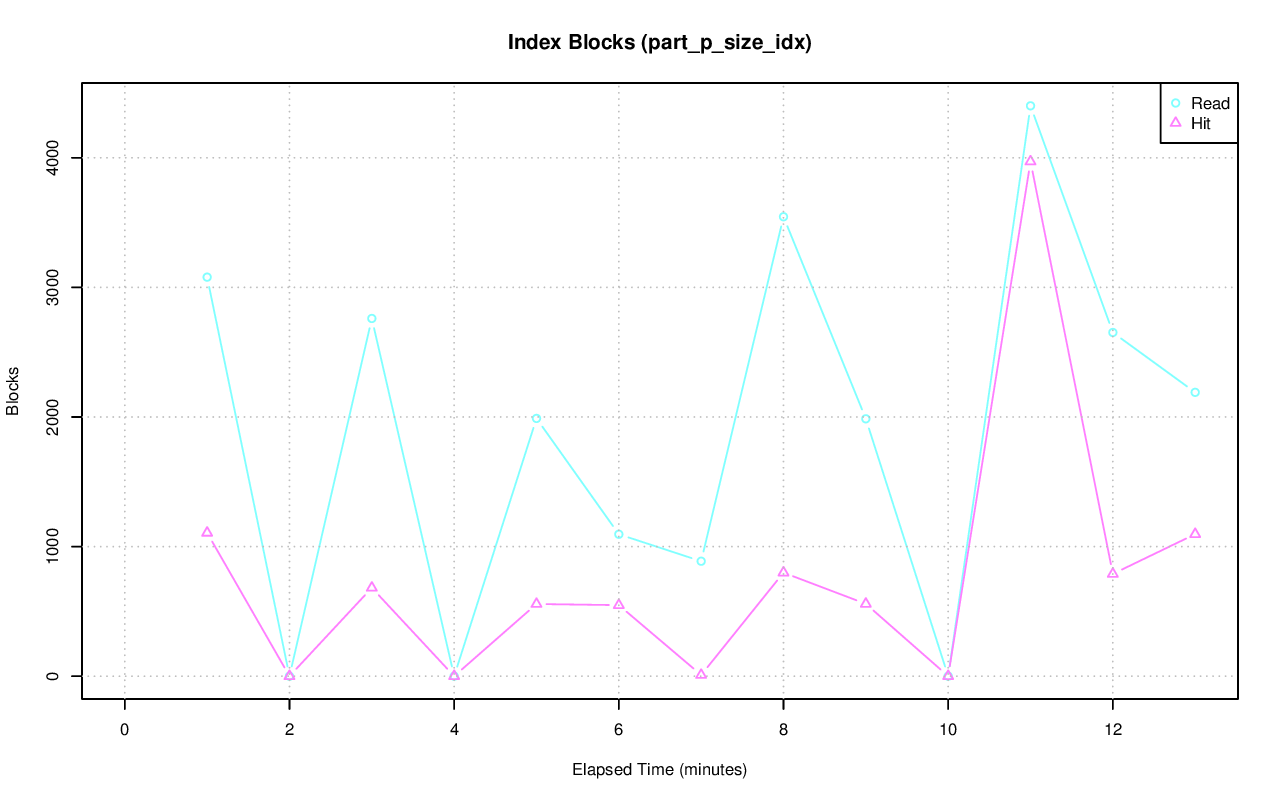 Index Blocks (part_p_size_idx)
Read
Hit
Blocks
4000
3000
2000
1000
0
0 2 4 6 8 10 12
Elapsed Time (minutes)